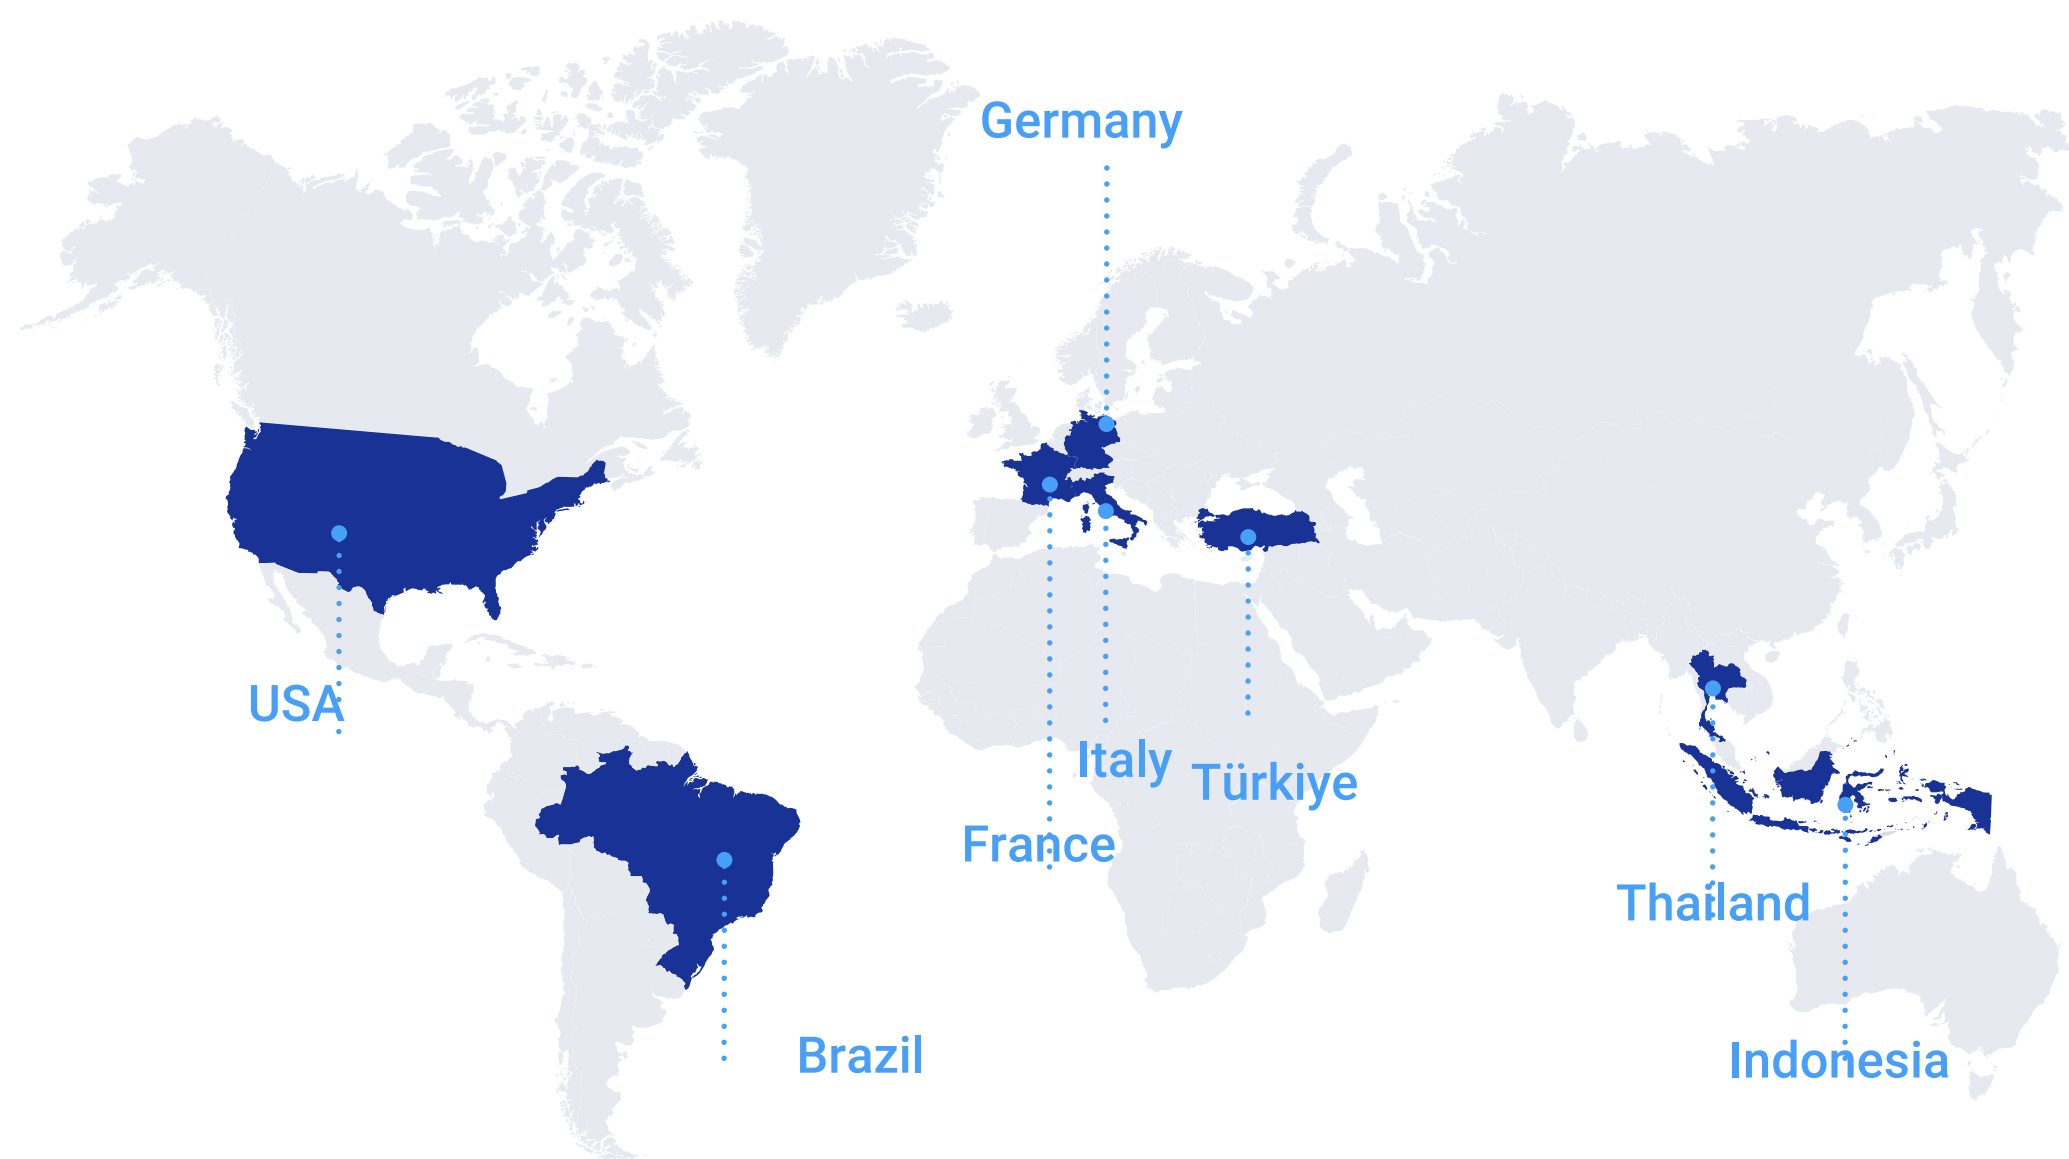 Germany
USA
Italy
Türkiye
France
Thailand
Brazil
Indonesia